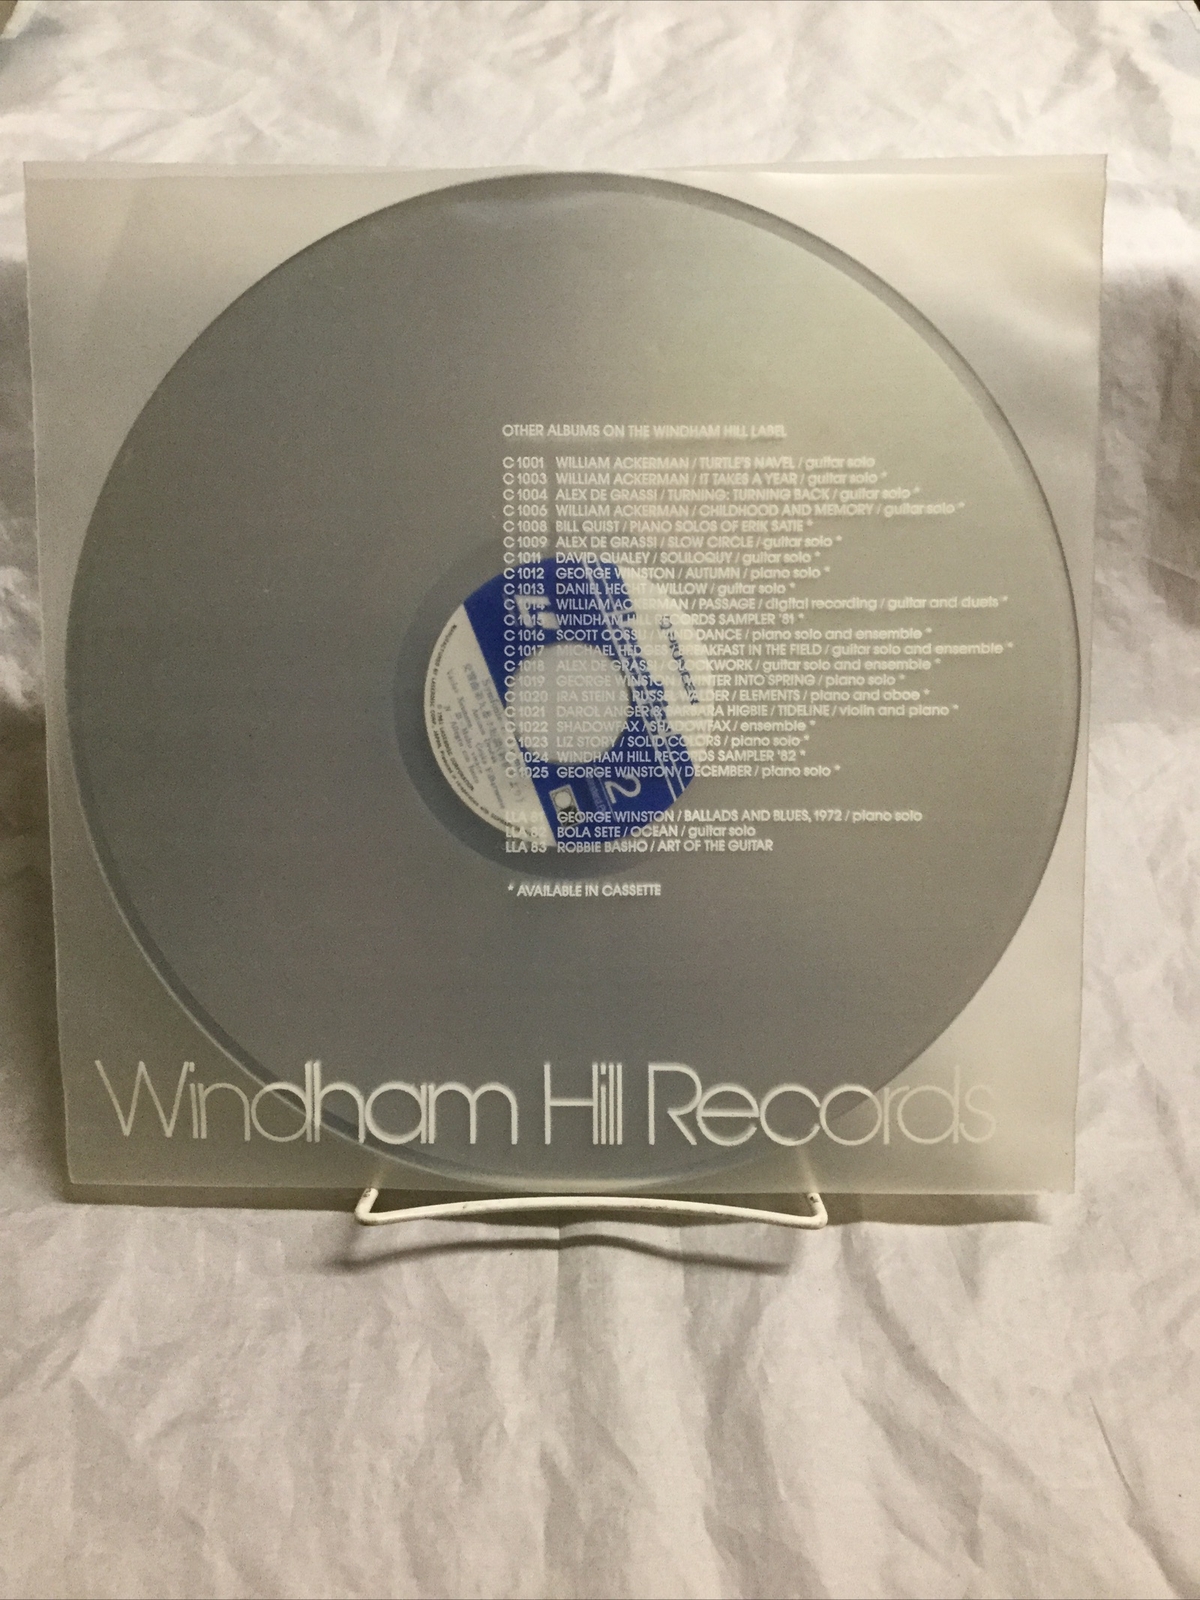 OTHER ALBUMS ON THE WINDHAM HILL LABEL
C 1001 WILLIAM ACKERMAN / TURTLE'S NAVEL / guitar solo
C 1003 WILLIAM ACKERMAN / IT TAKES A YEAR / guitar solo *
C 1004 ALEX DE GRASSI / TURNING: TURNING BACK / guitar solo *
C 1006 WILLIAM ACKERMAN / CHILDHOOD AND MEMORY / guitar solo *
C 1008 BILL QUIST / PIANO SOLOS OF ERIK SATIE *
C 1009 ALEX DE GRASSI / SLOW CIRCLE / guitar solo *
C 1011 DAVID QUALEY / SOLILOQUY / guitar solo *
C 1012 GEORGE WINSTON / AUTUMN / piano solo *
C 1013 DANIEL HECHT / WILLOW / guitar solo *
C 1014 WILLIAM ACKERMAN / PASSAGE / digital recording / guitar and duets *
C 1015 WINDHAM HILL RECORDS SAMPLER '81 *
C 1016 SCOTT COSSU / WIND DANCE / piano solo and ensemble *
C 1017 MICHAEL HEDGES / BREAKFAST IN THE FIELD / guitar solo and ensemble *
C 1018 ALEX DE GRASSI / CLOCKWORK / guitar solo and ensemble *
C 1019 GEORGE WINSTON / WINTER INTO SPRING / piano solo *
C 1020 IRA STEIN & RUSSEL WALDER / ELEMENTS / piano and oboe *
C 1021 DAROL ANGER & BARBARA HIGBIE / TIDELINE / violin and piano *
C 1022 SHADOWFAX / SHADOWFAX / ensemble *
C 1023 LIZ STORY / SOLID COLORS / piano solo *
C 1024 WINDHAM HILL RECORDS SAMPLER '82 *
C 1025 GEORGE WINSTON / DECEMBER / piano solo *
LLA 81 GEORGE WINSTON / BALLADS AND BLUES, 1972 / piano solo
LLA 82 BOLA SETE / OCEAN / guitar solo
LLA 83 ROBBIE BASHO / ART OF THE GUITAR
* AVAILABLE IN CASSETTE
2
Windham Hill Records